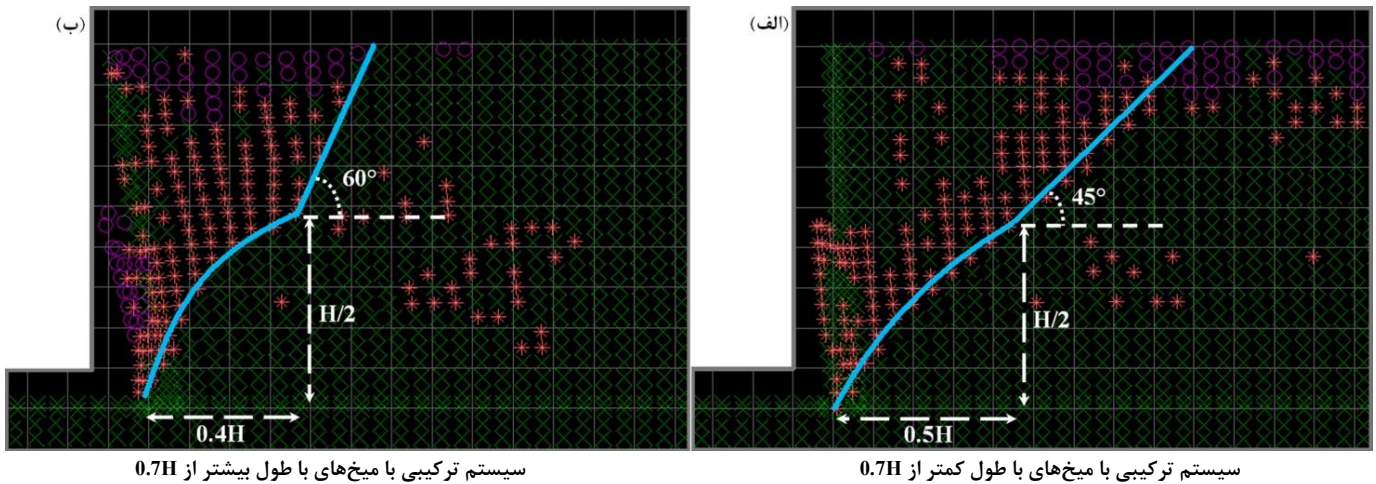 (الف)
45°
H/2
0.5H
سیستم ترکیبی با میخ‌های با طول کمتر از 0.7H
(ب)
60°
H/2
0.4H
سیستم ترکیبی با میخ‌های با طول بیشتر از 0.7H